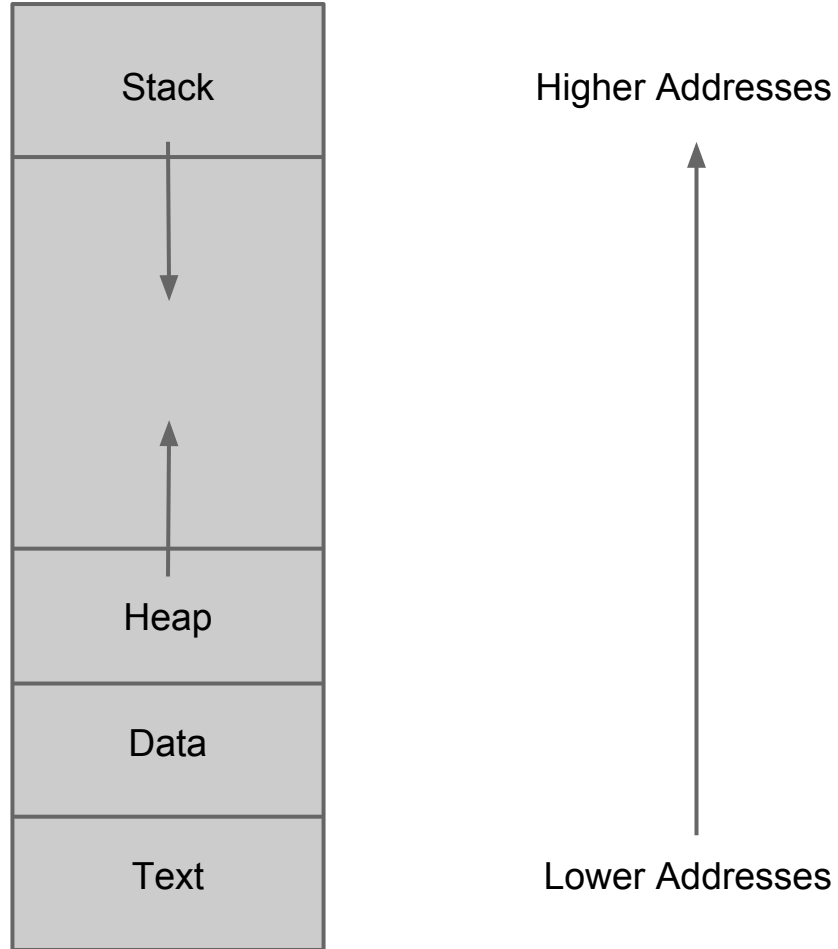 Stack
Higher Addresses
Heap
Data
Text
Lower Addresses